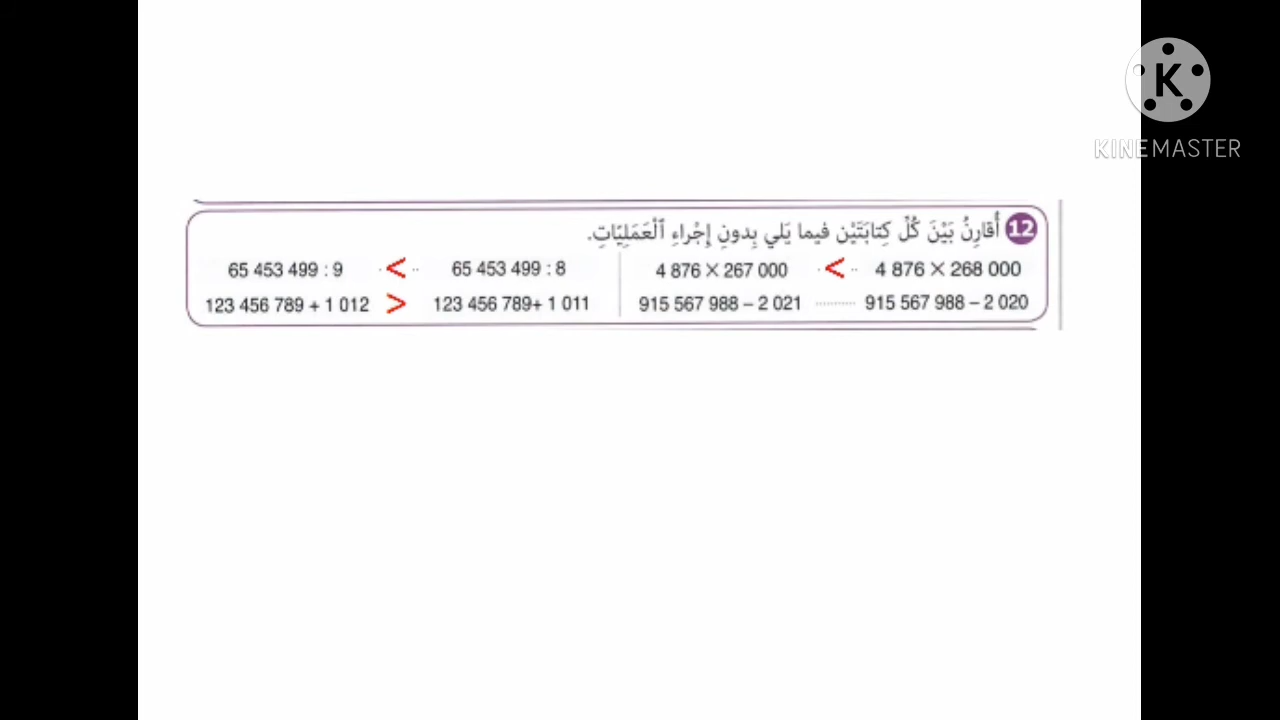 KINEMASTER
12 أُقارِنُ بَيْنَ كُلِّ كِتابَتَيْنِ فيما يَلي بِدونِ إِجْراءِ ٱلْعَمَلِيّاتِ.
65 453 499 : 9 < 65 453 499 : 8 4 876 × 267 000 < 4 876 × 268 000
123 456 789 + 1 012 > 123 456 789+ 1 011 915 567 988 – 2 021 ........... 915 567 988 – 2 020